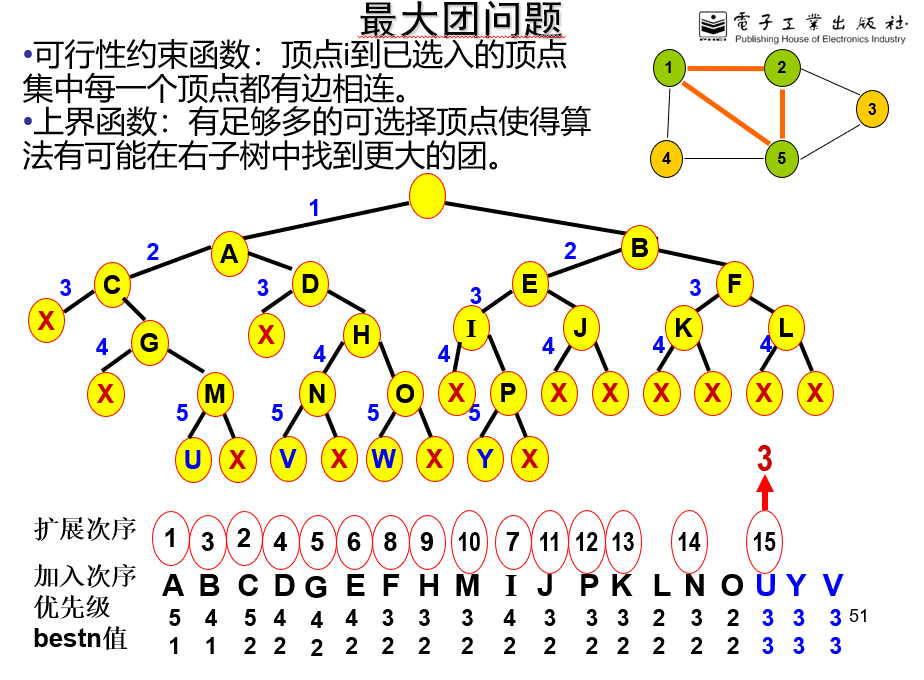 最大团问题
電子工業出版社
PHEI
Publishing House of Electronics Industry
•可行性约束函数：顶点i到已选入的顶点
集中每一个顶点都有边相连。
•上界函数：有足够多的可选择顶点使得算
法有可能在右子树中找到更大的团。
1 2
3
4 5
1
A B
2 2
C D E F
3 3 3 3
X G X H I J K L
4 4 4 4 4 4
X M N O X P X X X X X X
5 5 5 5
U X V X W X Y X
3
扩展次序 1 3 2 4 5 6 8 9 10 7 11 12 13 14 15
加入次序 A B C D G E F H M I J P K L N O U Y V
优先级 5 4 5 4 4 4 3 3 3 4 3 3 3 2 3 2 3 3 3
bestn值 1 1 2 2 2 2 2 2 2 2 2 2 2 2 2 2 3 3 3
51